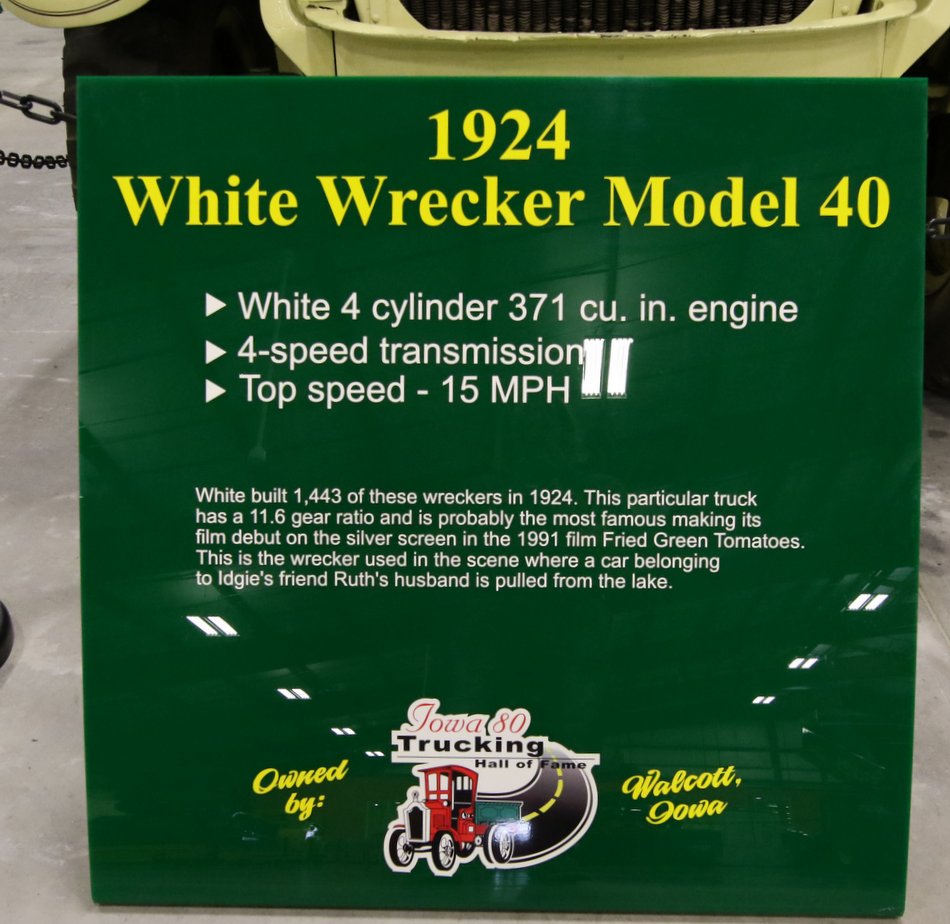 1924
White Wrecker Model 40
▶ White 4 cylinder 371 cu. in. engine
▶ 4-speed transmission
▶ Top speed - 15 MPH
White built 1,443 of these wreckers in 1924. This particular truck
has a 11.6 gear ratio and is probably the most famous making its
film debut on the silver screen in the 1991 film Fried Green Tomatoes.
This is the wrecker used in the scene where a car belonging
to Idgie's friend Ruth's husband is pulled from the lake.
Owned
by:
Iowa 80
Trucking
Hall of Fame
Walcott,
Iowa